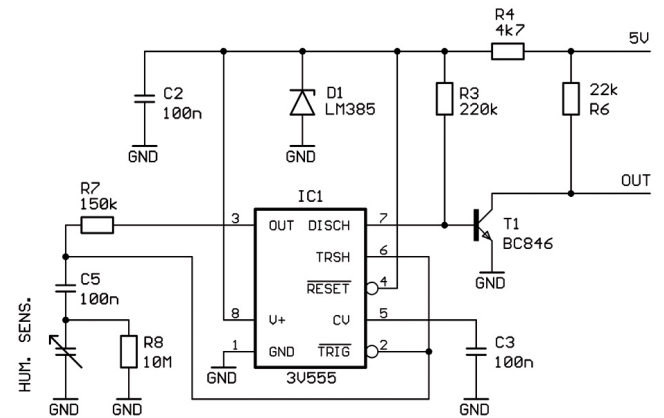 R4
4k7
5V
C2
100n
D1
LM385
R3
220k
22k
R6
GND
GND
R7
150k
IC1
OUT
3
OUT
DISCH
7
T1
BC846
TRSH
6
C5
100n
RESET
4
GND
HUM. SENS.
8
V+
CV
5
R8
10M
1
GND
TRIG
2
C3
100n
GND
3V555
GND
GND
GND